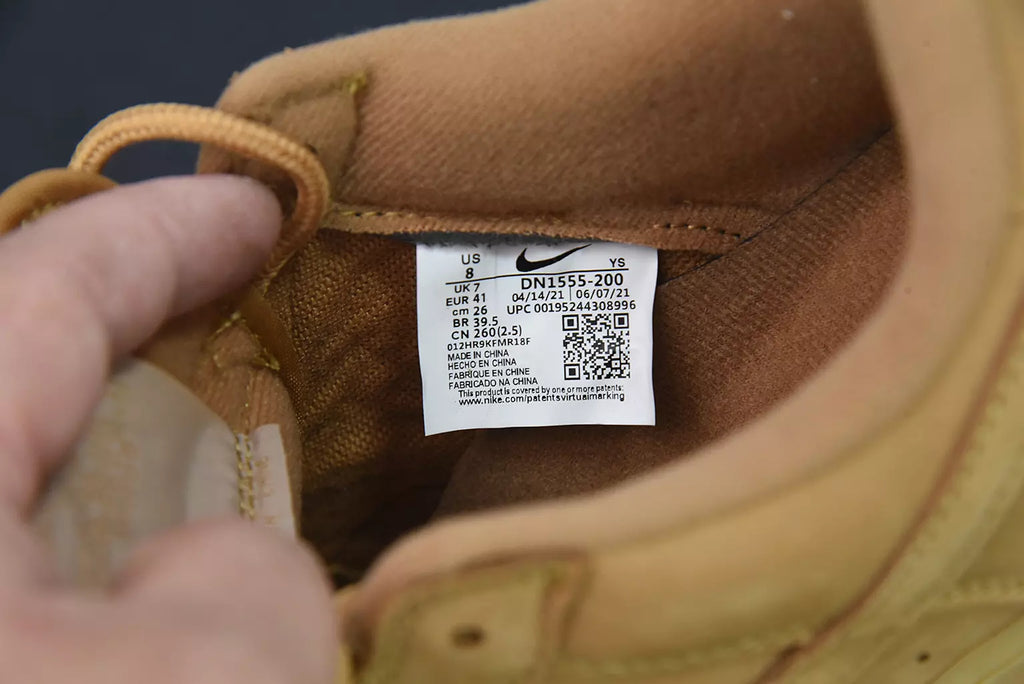 US
8
YS
UK 7
DN1555-200
EUR 41
04/14/21 | 06/07/21
cm 26
UPC 00195244308996
BR 39.5
CN 260(2.5)
012HR9KFMR18F
MADE IN CHINA
HECHO EN CHINA
FABRIQUE EN CHINE
FABRICADO NA CHINA
This product is covered by one or more patents:
www.nike.com/patentsvirtualmarking